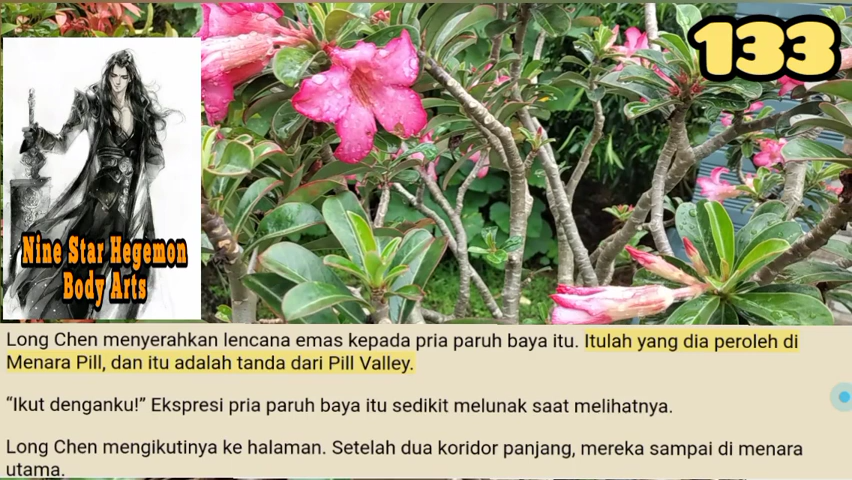 133
Nine Star Hegemon
Body Arts
Long Chen menyerahkan lencana emas kepada pria paruh baya itu. Itulah yang dia peroleh di
Menara Pill, dan itu adalah tanda dari Pill Valley.
“Ikut denganku!” Ekspresi pria paruh baya itu sedikit melunak saat melihatnya.
Long Chen mengikutinya ke halaman. Setelah dua koridor panjang, mereka sampai di menara
utama.